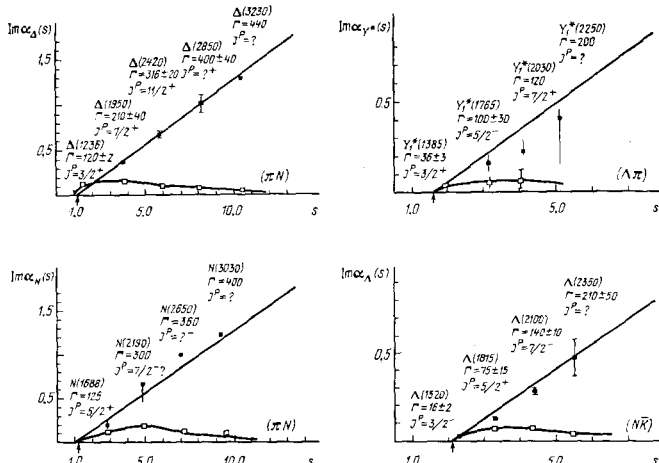 Im α_Δ(s)
Δ(3230)
Γ = 440
J^P = ?
Δ(2850)
Γ = 400±40
J^P = ?⁺
Δ(2420)
Γ = 316±20
J^P = 11/2⁺
Δ(1950)
Γ = 210±40
J^P = 7/2⁺
Δ(1236)
Γ = 120±2
J^P = 3/2⁺
1,5
0,5
(πN)
1.0 5.0 10.0 s
Im α_Y*(s)
Y₁*(2250)
Γ = 200
J^P = ?
Y₁*(2030)
Γ = 120
J^P = 7/2⁺
Y₁*(1765)
Γ = 100±30
J^P = 5/2⁻
Y₁*(1385)
Γ = 36±3
J^P = 3/2⁺
0.5
(Λπ)
1.0 5.0 s
Im α_N(s)
N(3030)
Γ = 400
J^P = ?
N(2650)
Γ = 360
J^P = ?⁻
N(2190)
Γ = 300
J^P = 7/2⁻?
N(1688)
Γ = 125
J^P = 5/2⁺
1,5
0,5
(πN)
1.0 5.0 10.0 s
Im α_Λ(s)
Λ(2350)
Γ = 210±50
J^P = ?
Λ(2100)
Γ = 140±10
J^P = 7/2⁻
Λ(1815)
Γ = 75±15
J^P = 5/2⁺
Λ(1520)
Γ = 16±2
J^P = 3/2⁻
0,5
(NK̄)
1.0 5.0 s